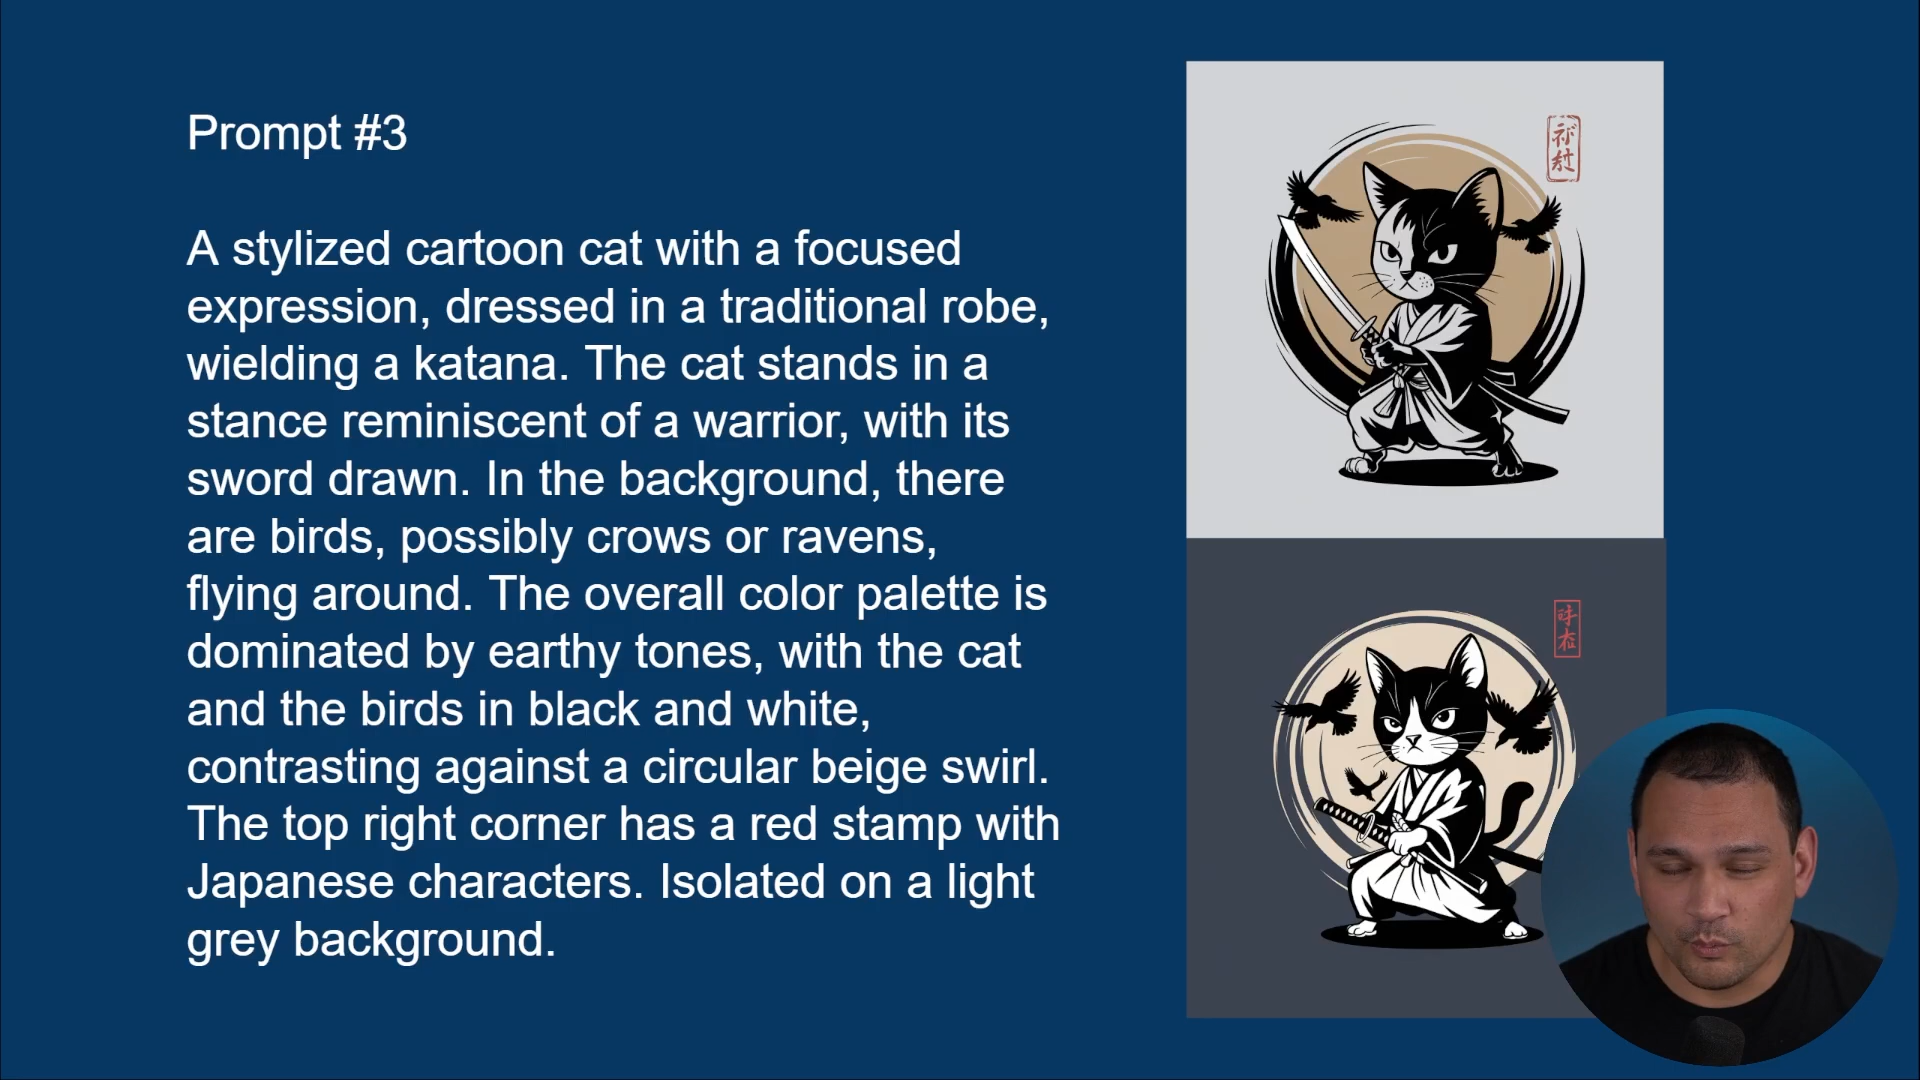 Prompt #3
A stylized cartoon cat with a focused
expression, dressed in a traditional robe,
wielding a katana. The cat stands in a
stance reminiscent of a warrior, with its
sword drawn. In the background, there
are birds, possibly crows or ravens,
flying around. The overall color palette is
dominated by earthy tones, with the cat
and the birds in black and white,
contrasting against a circular beige swirl.
The top right corner has a red stamp with
Japanese characters. Isolated on a light
grey background.